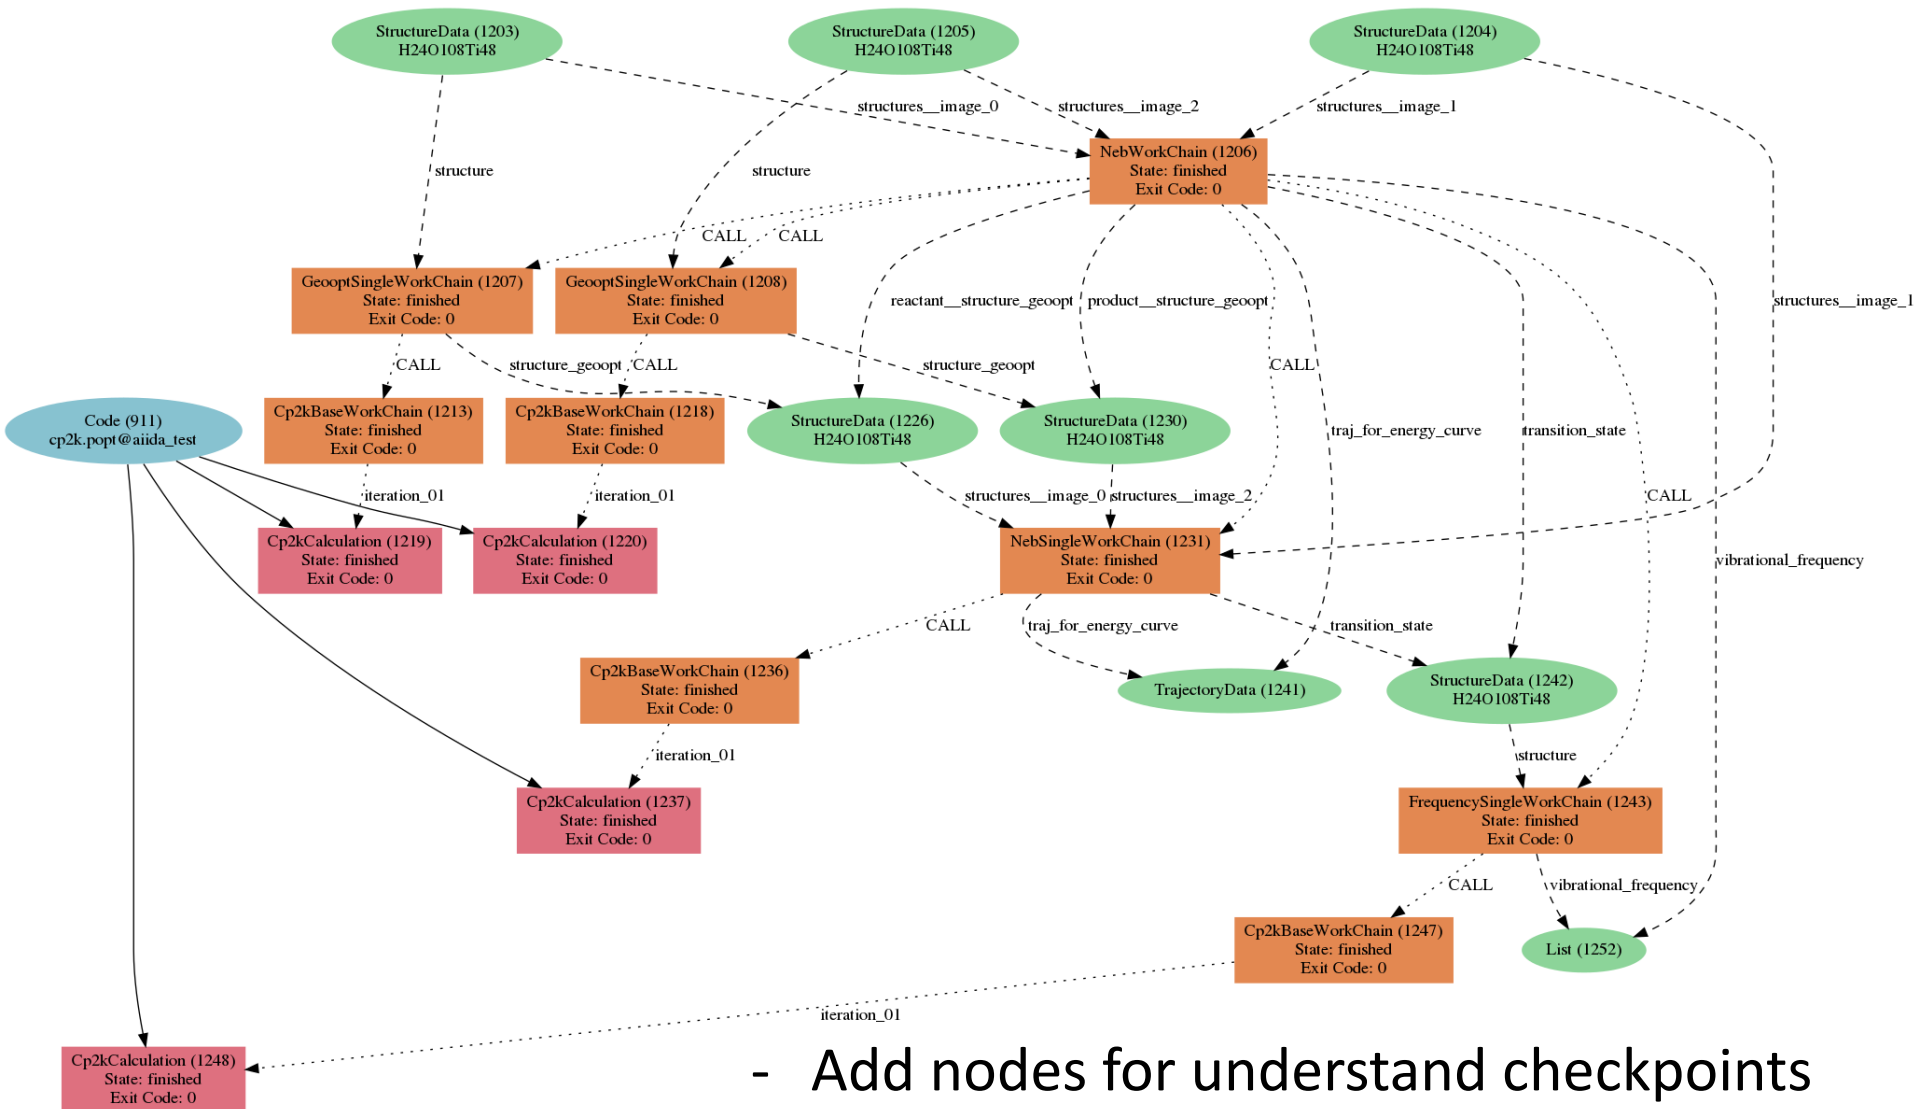 StructureData (1203)
H24O108Ti48
StructureData (1205)
H24O108Ti48
StructureData (1204)
H24O108Ti48
structures__image_0
structures__image_2
structures__image_1
NebWorkChain (1206)
State: finished
Exit Code: 0
structure
structure
CALL
CALL
GeooptSingleWorkChain (1207)
State: finished
Exit Code: 0
GeooptSingleWorkChain (1208)
State: finished
Exit Code: 0
reactant__structure_geoopt
product__structure_geoopt
structures__image_1
CALL
structure_geoopt
CALL
structure_geoopt
CALL
Code (911)
cp2k.popt@aiida_test
Cp2kBaseWorkChain (1213)
State: finished
Exit Code: 0
Cp2kBaseWorkChain (1218)
State: finished
Exit Code: 0
StructureData (1226)
H24O108Ti48
StructureData (1230)
H24O108Ti48
traj_for_energy_curve
transition_state
iteration_01
iteration_01
structures__image_0
structures__image_2
CALL
Cp2kCalculation (1219)
State: finished
Exit Code: 0
Cp2kCalculation (1220)
State: finished
Exit Code: 0
NebSingleWorkChain (1231)
State: finished
Exit Code: 0
vibrational_frequency
CALL
traj_for_energy_curve
transition_state
Cp2kBaseWorkChain (1236)
State: finished
Exit Code: 0
TrajectoryData (1241)
StructureData (1242)
H24O108Ti48
iteration_01
structure
Cp2kCalculation (1237)
State: finished
Exit Code: 0
FrequencySingleWorkChain (1243)
State: finished
Exit Code: 0
CALL
vibrational_frequency
Cp2kBaseWorkChain (1247)
State: finished
Exit Code: 0
List (1252)
iteration_01
Cp2kCalculation (1248)
State: finished
Exit Code: 0
- Add nodes for understand checkpoints